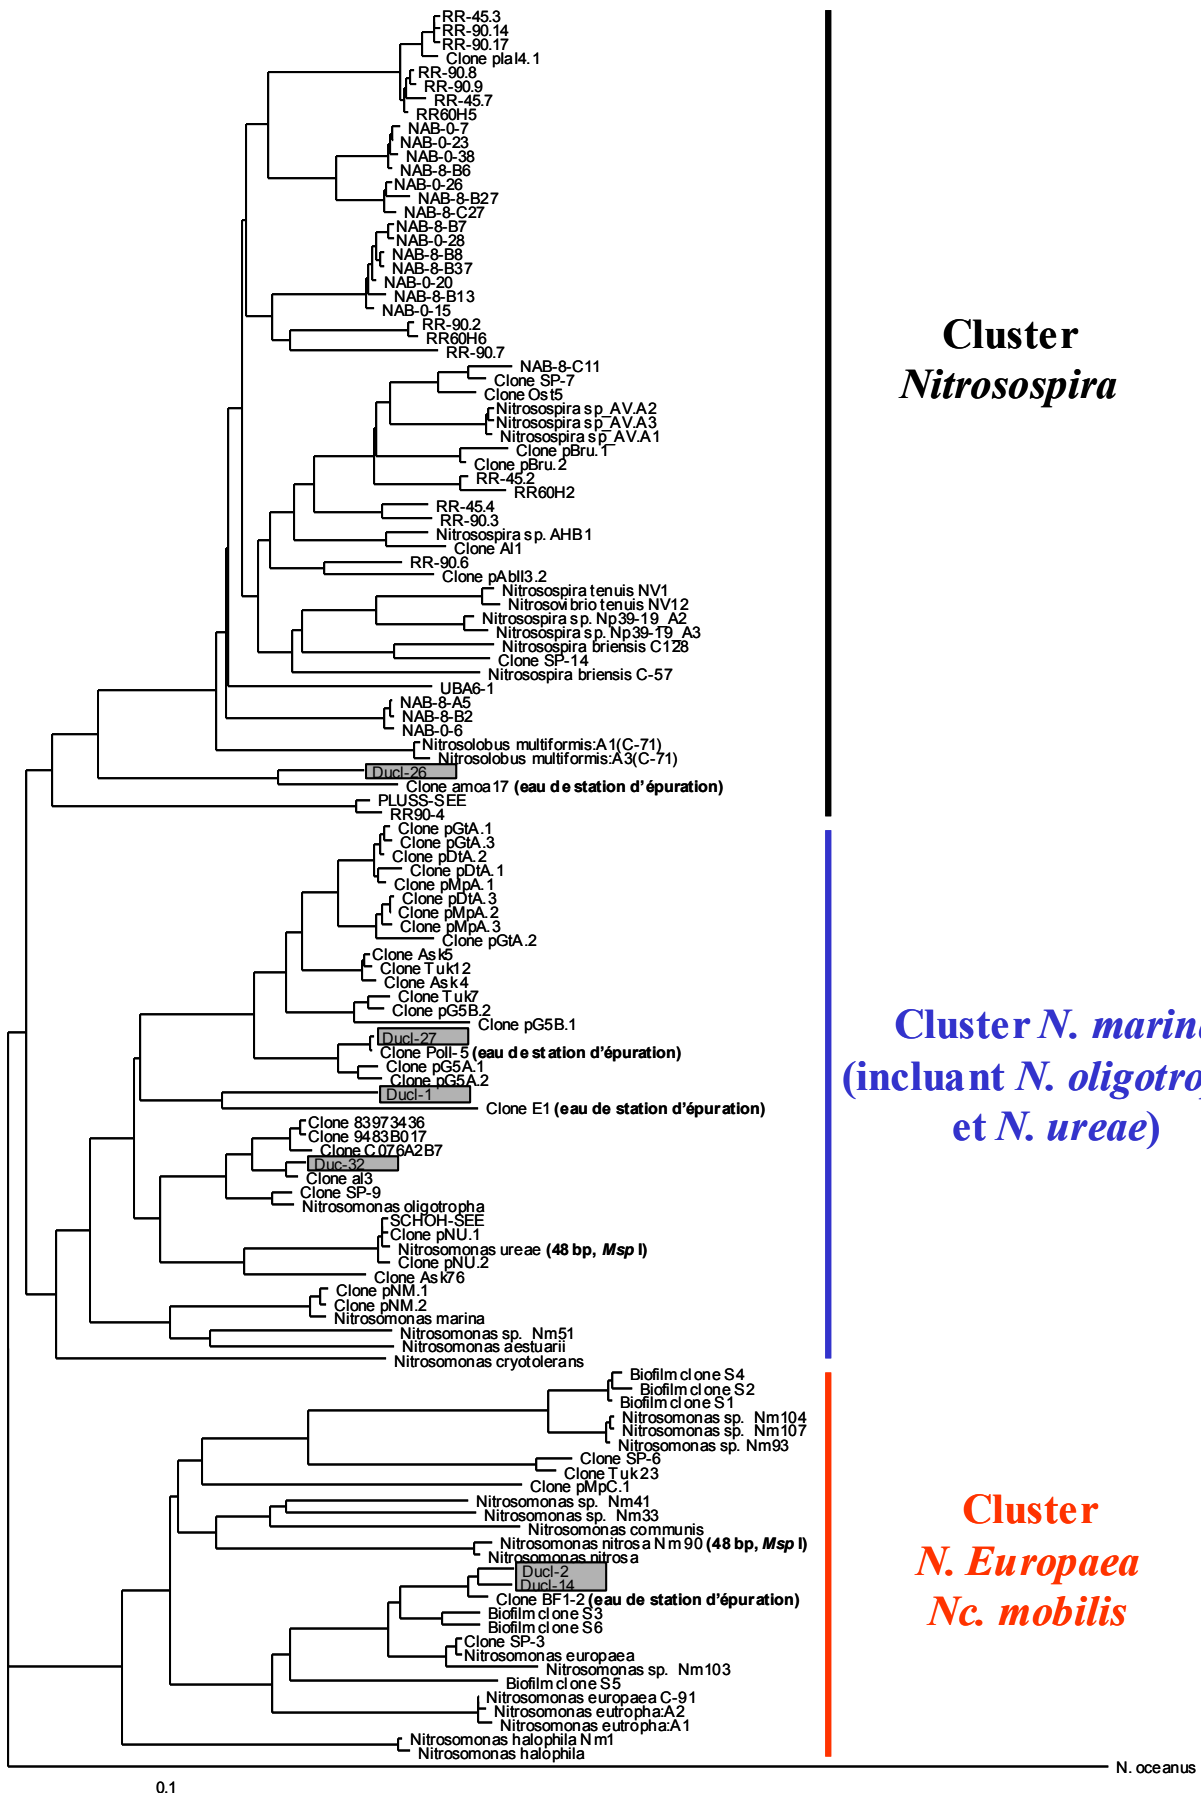 RR-45.3
RR-90.14
RR-90.17
Clone plal4.1
RR-90.8
RR-90.9
RR-45.7
RR60H5
NAB-0-7
NAB-0-23
NAB-0-38
NAB-8-B6
NAB-0-26
NAB-8-B27
NAB-8-C27
NAB-8-B7
NAB-0-28
NAB-8-B8
NAB-8-B37
NAB-0-20
NAB-8-B13
NAB-0-15
RR-90.2
RR60H6
RR-90.7
NAB-8-C11
Clone SP-7
Clone Ost5
Nitrosospira sp_AV.A2
Nitrosospira sp_AV.A3
Nitrosospira sp_AV.A1
Clone pBru.1
Clone pBru.2
RR-45.2
RR60H2
RR-45.4
RR-90.3
Nitrosospira sp. AHB1
Clone AI1
RR-90.6
Clone pAbll3.2
Nitrosospira tenuis NV1
Nitrosovibrio tenuis NV12
Nitrosospira sp. Np39-19_A2
Nitrosospira sp. Np39-19_A3
Nitrosospira briensis C128
Clone SP-14
Nitrosospira briensis C-57
UBA6-1
NAB-8-A5
NAB-8-B2
NAB-0-6
Nitrosolobus multiformis:A1(C-71)
Nitrosolobus multiformis:A3(C-71)
Ducl-26
Clone amoa17 (eau de station d'épuration)
PLUSS-SEE
RR90-4
Cluster
Nitrosospira
Clone pGtA.1
Clone pGtA.3
Clone pDtA.2
Clone pDtA.1
Clone pMpA.1
Clone pDtA.3
Clone pMpA.2
Clone pMpA.3
Clone pGtA.2
Clone Ask5
Clone Tuk12
Clone Ask4
Clone Tuk7
Clone pG5B.2
Clone pG5B.1
Ducl-27
Clone Poll-5 (eau de station d'épuration)
Clone pG5A.1
Clone pG5A.2
Ducl-1
Clone E1 (eau de station d'épuration)
Clone 83973436
Clone 9483B017
Clone C076A2B7
Duc-32
Clone al3
Clone SP-9
Nitrosomonas oligotropha
SCHOH-SEE
Clone pNU.1
Nitrosomonas ureae (48 bp, Msp I)
Clone pNU.2
Clone Ask76
Clone pNM.1
Clone pNM.2
Nitrosomonas marina
Nitrosomonas sp. Nm51
Nitrosomonas aestuarii
Nitrosomonas cryotolerans
Cluster N. marin
(incluant N. oligotro
et N. ureae)
Biofilm clone S4
Biofilm clone S2
Biofilm clone S1
Nitrosomonas sp. Nm104
Nitrosomonas sp. Nm107
Nitrosomonas sp. Nm93
Clone SP-6
Clone Tuk23
Clone pMpC.1
Nitrosomonas sp. Nm41
Nitrosomonas sp. Nm33
Nitrosomonas communis
Nitrosomonas nitrosa Nm90 (48 bp, Msp I)
Nitrosomonas nitrosa
Ducl-2
Ducl-14
Clone BF1-2 (eau de station d'épuration)
Biofilm clone S3
Biofilm clone S6
Clone SP-3
Nitrosomonas europaea
Nitrosomonas sp. Nm103
Biofilm clone S5
Nitrosomonas europaea C-91
Nitrosomonas eutropha:A2
Nitrosomonas eutropha:A1
Nitrosomonas halophila Nm1
Nitrosomonas halophila
Cluster
N. Europaea
Nc. mobilis
N. oceanus
0.1